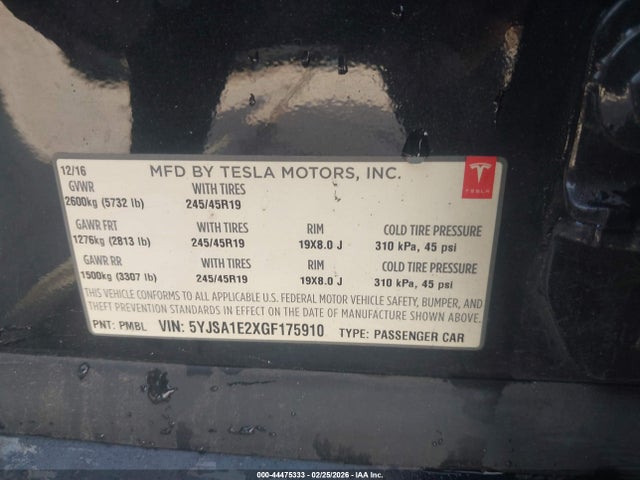 12/16 MFD BY TESLA MOTORS, INC.
TESLA
GVWR WITH TIRES
2600kg (5732 lb) 245/45R19
GAWR FRT WITH TIRES RIM COLD TIRE PRESSURE
1276kg (2813 lb) 245/45R19 19X8.0 J 310 kPa, 45 psi
GAWR RR WITH TIRES RIM COLD TIRE PRESSURE
1500kg (3307 lb) 245/45R19 19X8.0 J 310 kPa, 45 psi
THIS VEHICLE CONFORMS TO ALL APPLICABLE U.S. FEDERAL MOTOR VEHICLE SAFETY, BUMPER, AND
THEFT PREVENTION STANDARDS IN EFFECT ON THE DATE OF MANUFACTURE SHOWN ABOVE.
PNT: PMBL VIN: 5YJSA1E2XGF175910 TYPE: PASSENGER CAR
000-44475333 - 02/25/2026 - IAA Inc.